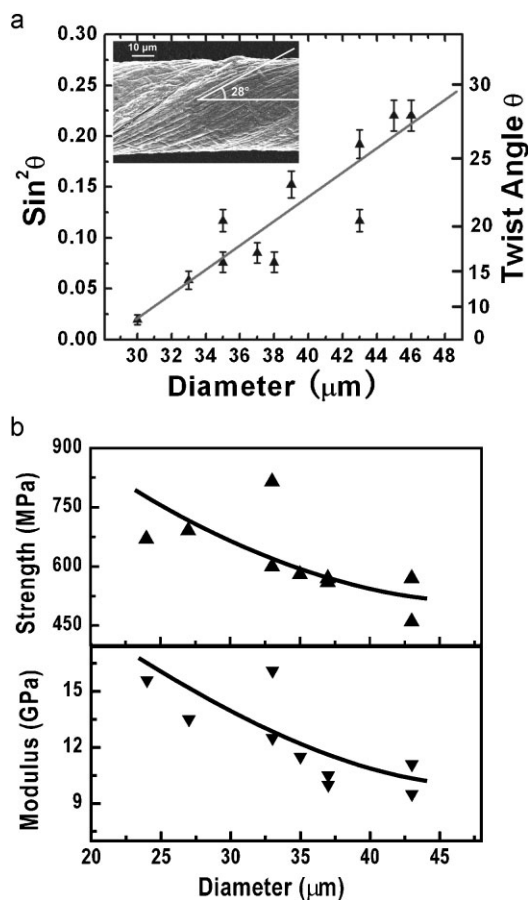 a
0.30
0.25
0.20
0.15
0.10
0.05
0.00
Sin²θ
10 µm
28°
30
25
20
15
10
0
Twist Angle θ
30 32 34 36 38 40 42 44 46 48
Diameter (µm)
b
900
750
600
450
Strength (MPa)
15
12
9
Modulus (GPa)
20 25 30 35 40 45
Diameter (µm)